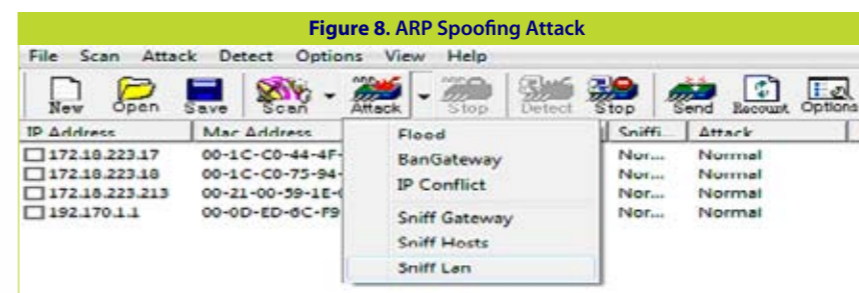 Figure 8. ARP Spoofing Attack
File Scan Attack Detect Options View Help
New Open Save Scan Attack Stop Detect Stop Send Recount Options
IP Address Mac Address Sniffi... Attack
172.18.223.17 00-1C-C0-44-4F- Nor... Normal
172.18.223.18 00-1C-C0-75-94- Nor... Normal
172.18.223.213 00-21-00-59-1E- Nor... Normal
192.170.1.1 00-0D-ED-6C-F9 Nor... Normal
Flood
BanGateway
IP Conflict
Sniff Gateway
Sniff Hosts
Sniff Lan